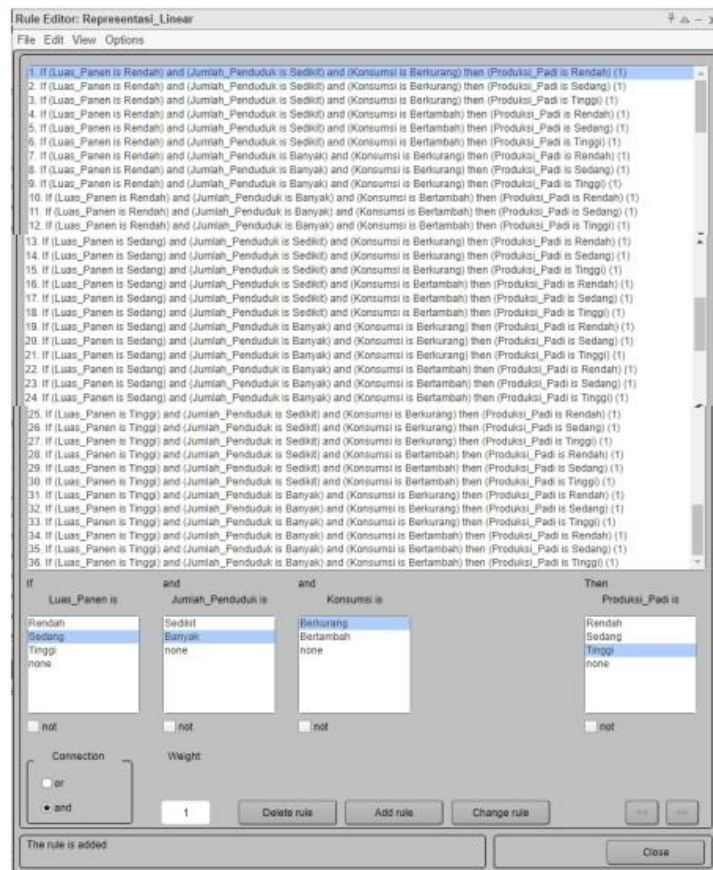 Rule Editor: Representasi_Linear
File Edit View Options
1. If (Luas_Panen is Rendah) and (Jumlah_Penduduk is Sedikit) and (Konsumsi is Berkurang) then (Produksi_Padi is Rendah) (1)
2. If (Luas_Panen is Rendah) and (Jumlah_Penduduk is Sedikit) and (Konsumsi is Berkurang) then (Produksi_Padi is Sedang) (1)
3. If (Luas_Panen is Rendah) and (Jumlah_Penduduk is Sedikit) and (Konsumsi is Berkurang) then (Produksi_Padi is Tinggi) (1)
4. If (Luas_Panen is Rendah) and (Jumlah_Penduduk is Sedikit) and (Konsumsi is Bertambah) then (Produksi_Padi is Rendah) (1)
5. If (Luas_Panen is Rendah) and (Jumlah_Penduduk is Sedikit) and (Konsumsi is Bertambah) then (Produksi_Padi is Sedang) (1)
6. If (Luas_Panen is Rendah) and (Jumlah_Penduduk is Sedikit) and (Konsumsi is Bertambah) then (Produksi_Padi is Tinggi) (1)
7. If (Luas_Panen is Rendah) and (Jumlah_Penduduk is Banyak) and (Konsumsi is Berkurang) then (Produksi_Padi is Rendah) (1)
8. If (Luas_Panen is Rendah) and (Jumlah_Penduduk is Banyak) and (Konsumsi is Berkurang) then (Produksi_Padi is Sedang) (1)
9. If (Luas_Panen is Rendah) and (Jumlah_Penduduk is Banyak) and (Konsumsi is Berkurang) then (Produksi_Padi is Tinggi) (1)
10. If (Luas_Panen is Rendah) and (Jumlah_Penduduk is Banyak) and (Konsumsi is Bertambah) then (Produksi_Padi is Rendah) (1)
11. If (Luas_Panen is Rendah) and (Jumlah_Penduduk is Banyak) and (Konsumsi is Bertambah) then (Produksi_Padi is Sedang) (1)
12. If (Luas_Panen is Rendah) and (Jumlah_Penduduk is Banyak) and (Konsumsi is Bertambah) then (Produksi_Padi is Tinggi) (1)
13. If (Luas_Panen is Sedang) and (Jumlah_Penduduk is Sedikit) and (Konsumsi is Berkurang) then (Produksi_Padi is Rendah) (1)
14. If (Luas_Panen is Sedang) and (Jumlah_Penduduk is Sedikit) and (Konsumsi is Berkurang) then (Produksi_Padi is Sedang) (1)
15. If (Luas_Panen is Sedang) and (Jumlah_Penduduk is Sedikit) and (Konsumsi is Berkurang) then (Produksi_Padi is Tinggi) (1)
16. If (Luas_Panen is Sedang) and (Jumlah_Penduduk is Sedikit) and (Konsumsi is Bertambah) then (Produksi_Padi is Rendah) (1)
17. If (Luas_Panen is Sedang) and (Jumlah_Penduduk is Sedikit) and (Konsumsi is Bertambah) then (Produksi_Padi is Sedang) (1)
18. If (Luas_Panen is Sedang) and (Jumlah_Penduduk is Sedikit) and (Konsumsi is Bertambah) then (Produksi_Padi is Tinggi) (1)
19. If (Luas_Panen is Sedang) and (Jumlah_Penduduk is Banyak) and (Konsumsi is Berkurang) then (Produksi_Padi is Rendah) (1)
20. If (Luas_Panen is Sedang) and (Jumlah_Penduduk is Banyak) and (Konsumsi is Berkurang) then (Produksi_Padi is Sedang) (1)
21. If (Luas_Panen is Sedang) and (Jumlah_Penduduk is Banyak) and (Konsumsi is Berkurang) then (Produksi_Padi is Tinggi) (1)
22. If (Luas_Panen is Sedang) and (Jumlah_Penduduk is Banyak) and (Konsumsi is Bertambah) then (Produksi_Padi is Rendah) (1)
23. If (Luas_Panen is Sedang) and (Jumlah_Penduduk is Banyak) and (Konsumsi is Bertambah) then (Produksi_Padi is Sedang) (1)
24. If (Luas_Panen is Sedang) and (Jumlah_Penduduk is Banyak) and (Konsumsi is Bertambah) then (Produksi_Padi is Tinggi) (1)
25. If (Luas_Panen is Tinggi) and (Jumlah_Penduduk is Sedikit) and (Konsumsi is Berkurang) then (Produksi_Padi is Rendah) (1)
26. If (Luas_Panen is Tinggi) and (Jumlah_Penduduk is Sedikit) and (Konsumsi is Berkurang) then (Produksi_Padi is Sedang) (1)
27. If (Luas_Panen is Tinggi) and (Jumlah_Penduduk is Sedikit) and (Konsumsi is Berkurang) then (Produksi_Padi is Tinggi) (1)
28. If (Luas_Panen is Tinggi) and (Jumlah_Penduduk is Sedikit) and (Konsumsi is Bertambah) then (Produksi_Padi is Rendah) (1)
29. If (Luas_Panen is Tinggi) and (Jumlah_Penduduk is Sedikit) and (Konsumsi is Bertambah) then (Produksi_Padi is Sedang) (1)
30. If (Luas_Panen is Tinggi) and (Jumlah_Penduduk is Sedikit) and (Konsumsi is Bertambah) then (Produksi_Padi is Tinggi) (1)
31. If (Luas_Panen is Tinggi) and (Jumlah_Penduduk is Banyak) and (Konsumsi is Berkurang) then (Produksi_Padi is Rendah) (1)
32. If (Luas_Panen is Tinggi) and (Jumlah_Penduduk is Banyak) and (Konsumsi is Berkurang) then (Produksi_Padi is Sedang) (1)
33. If (Luas_Panen is Tinggi) and (Jumlah_Penduduk is Banyak) and (Konsumsi is Berkurang) then (Produksi_Padi is Tinggi) (1)
34. If (Luas_Panen is Tinggi) and (Jumlah_Penduduk is Banyak) and (Konsumsi is Bertambah) then (Produksi_Padi is Rendah) (1)
35. If (Luas_Panen is Tinggi) and (Jumlah_Penduduk is Banyak) and (Konsumsi is Bertambah) then (Produksi_Padi is Sedang) (1)
36. If (Luas_Panen is Tinggi) and (Jumlah_Penduduk is Banyak) and (Konsumsi is Bertambah) then (Produksi_Padi is Tinggi) (1)
If and and Then
Luas_Panen is Jumlah_Penduduk is Konsumsi is Produksi_Padi is
Rendah Sedikit Berkurang Rendah
Sedang Banyak Bertambah Sedang
Tinggi none none Tinggi
none none
not not not not
Connection Weight:
or
and 1 Delete rule Add rule Change rule << >>
The rule is added Close